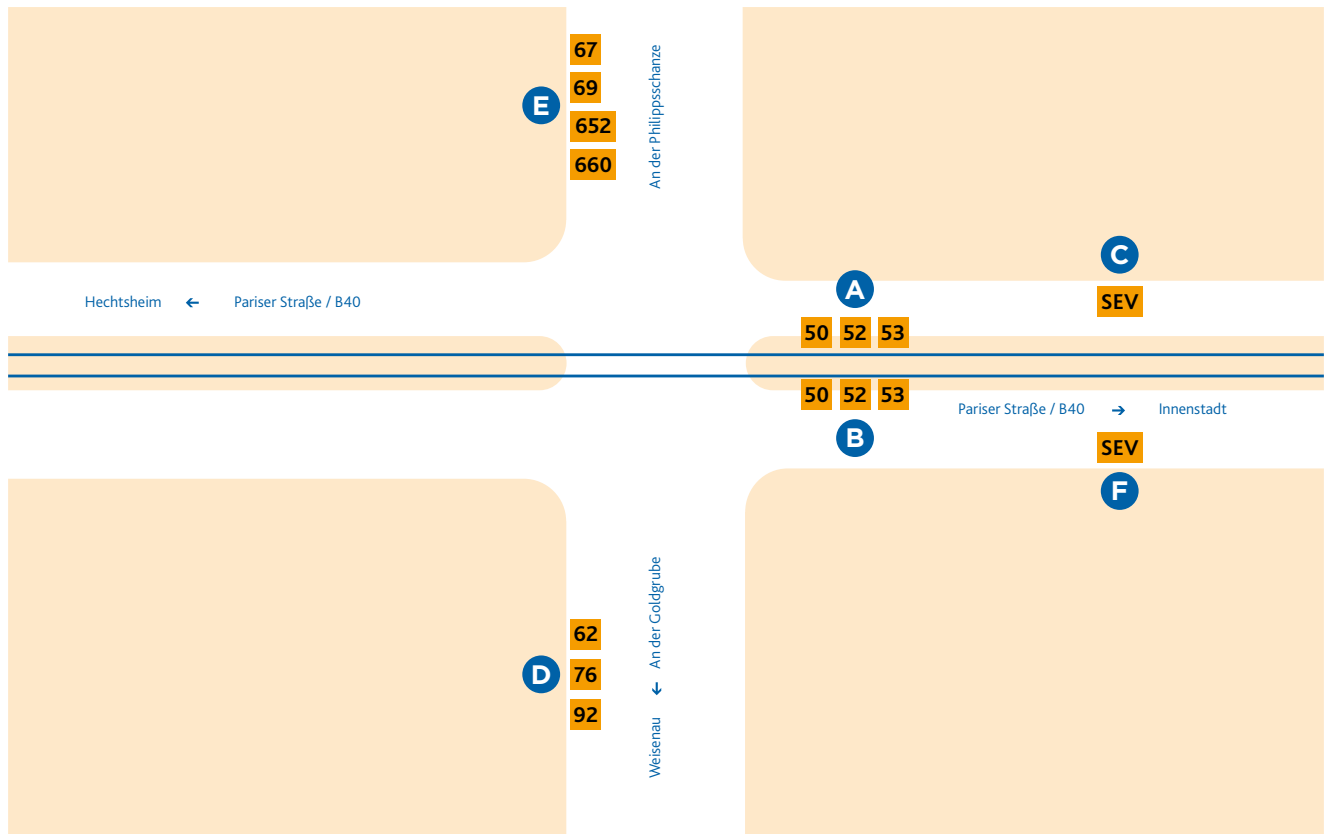 67
69
E
652
660
An der Philippsschanze
C
A
Hechtsheim ← Pariser Straße / B40
SEV
50 52 53
50 52 53
Pariser Straße / B40 → Innenstadt
B
SEV
F
62
D
76
92
Weisenau ← An der Goldgrube